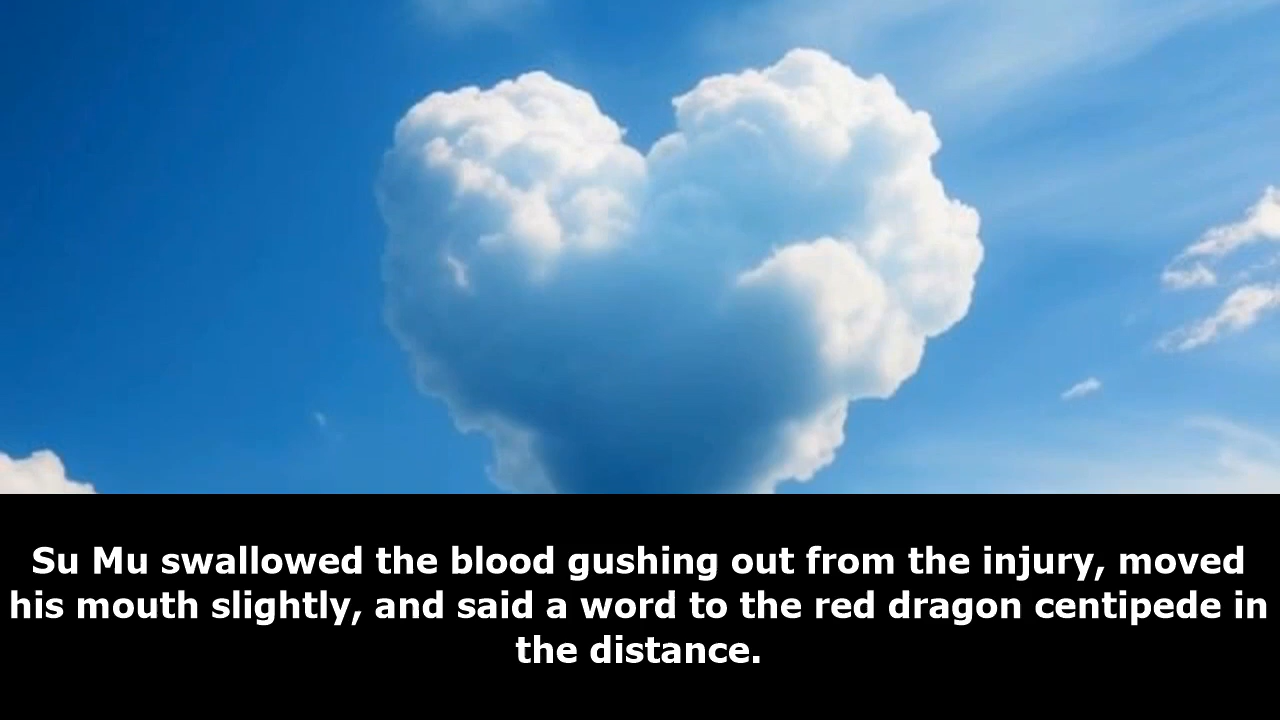 Su Mu swallowed the blood gushing out from the injury, moved
his mouth slightly, and said a word to the red dragon centipede in
the distance.